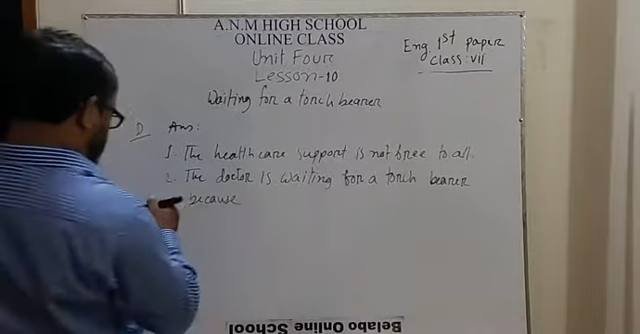 A.N.M HIGH SCHOOL
ONLINE CLASS
Unit Four
Lesson-10
Eng. 1st paper
Class: VII
Waiting for a torch bearer
D Ans:
1. The healthcare support is not free to all.
2. The doctor is waiting for a torch bearer
because
Belabo Online School